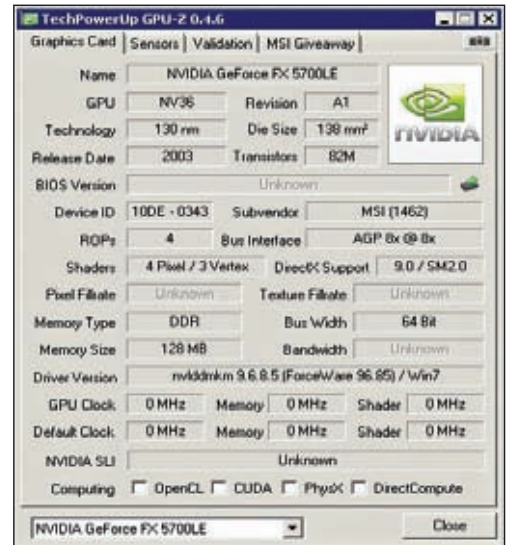 TechPowerUp GPU-Z 0.4.6
Graphics Card Sensors Validation MSI Giveaway
Name NVIDIA GeForce FX 5700LE
GPU NV36 Revision A1
Technology 130 nm Die Size 138 mm²
Release Date 2003 Transistors 82M
NVIDIA
BIOS Version Unknown
Device ID 10DE - 0343 Subvendor MSI (1462)
ROPs 4 Bus Interface AGP 8x @ 8x
Shaders 4 Pixel / 3 Vertex DirectX Support 9.0 / SM2.0
Pixel Fillrate Unknown Texture Fillrate Unknown
Memory Type DDR Bus Width 64 Bit
Memory Size 128 MB Bandwidth Unknown
Driver Version nvlddmkm 9.6.8.5 (ForceWare 96.85) / Win7
GPU Clock 0 MHz Memory 0 MHz Shader 0 MHz
Default Clock 0 MHz Memory 0 MHz Shader 0 MHz
NVIDIA SLI Unknown
Computing OpenCL CUDA PhysX DirectCompute
NVIDIA GeForce FX 5700LE Close